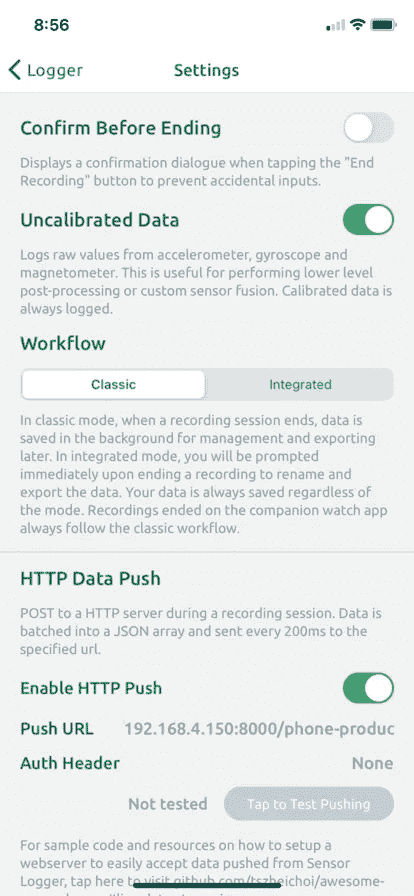 8:56
Logger
Settings
Confirm Before Ending
Displays a confirmation dialogue when tapping the "End
Recording" button to prevent accidental inputs.
Uncalibrated Data
Logs raw values from accelerometer, gyroscope and
magnetometer. This is useful for performing lower level
post-processing or custom sensor fusion. Calibrated data is
always logged.
Workflow
Classic
Integrated
In classic mode, when a recording session ends, data is
saved in the background for management and exporting
later. In integrated mode, you will be prompted
immediately upon ending a recording to rename and
export the data. Your data is always saved regardless of
the mode. Recordings ended on the companion watch app
always follow the classic workflow.
HTTP Data Push
POST to a HTTP server during a recording session. Data is
batched into a JSON array and sent every 200ms to the
specified url.
Enable HTTP Push
Push URL 192.168.4.150:8000/phone-produc
Auth Header None
Not tested Tap to Test Pushing
For sample code and resources on how to setup a
webserver to easily accept data pushed from Sensor
Logger, tap here to visit github.com/tszheichoi/awesome-